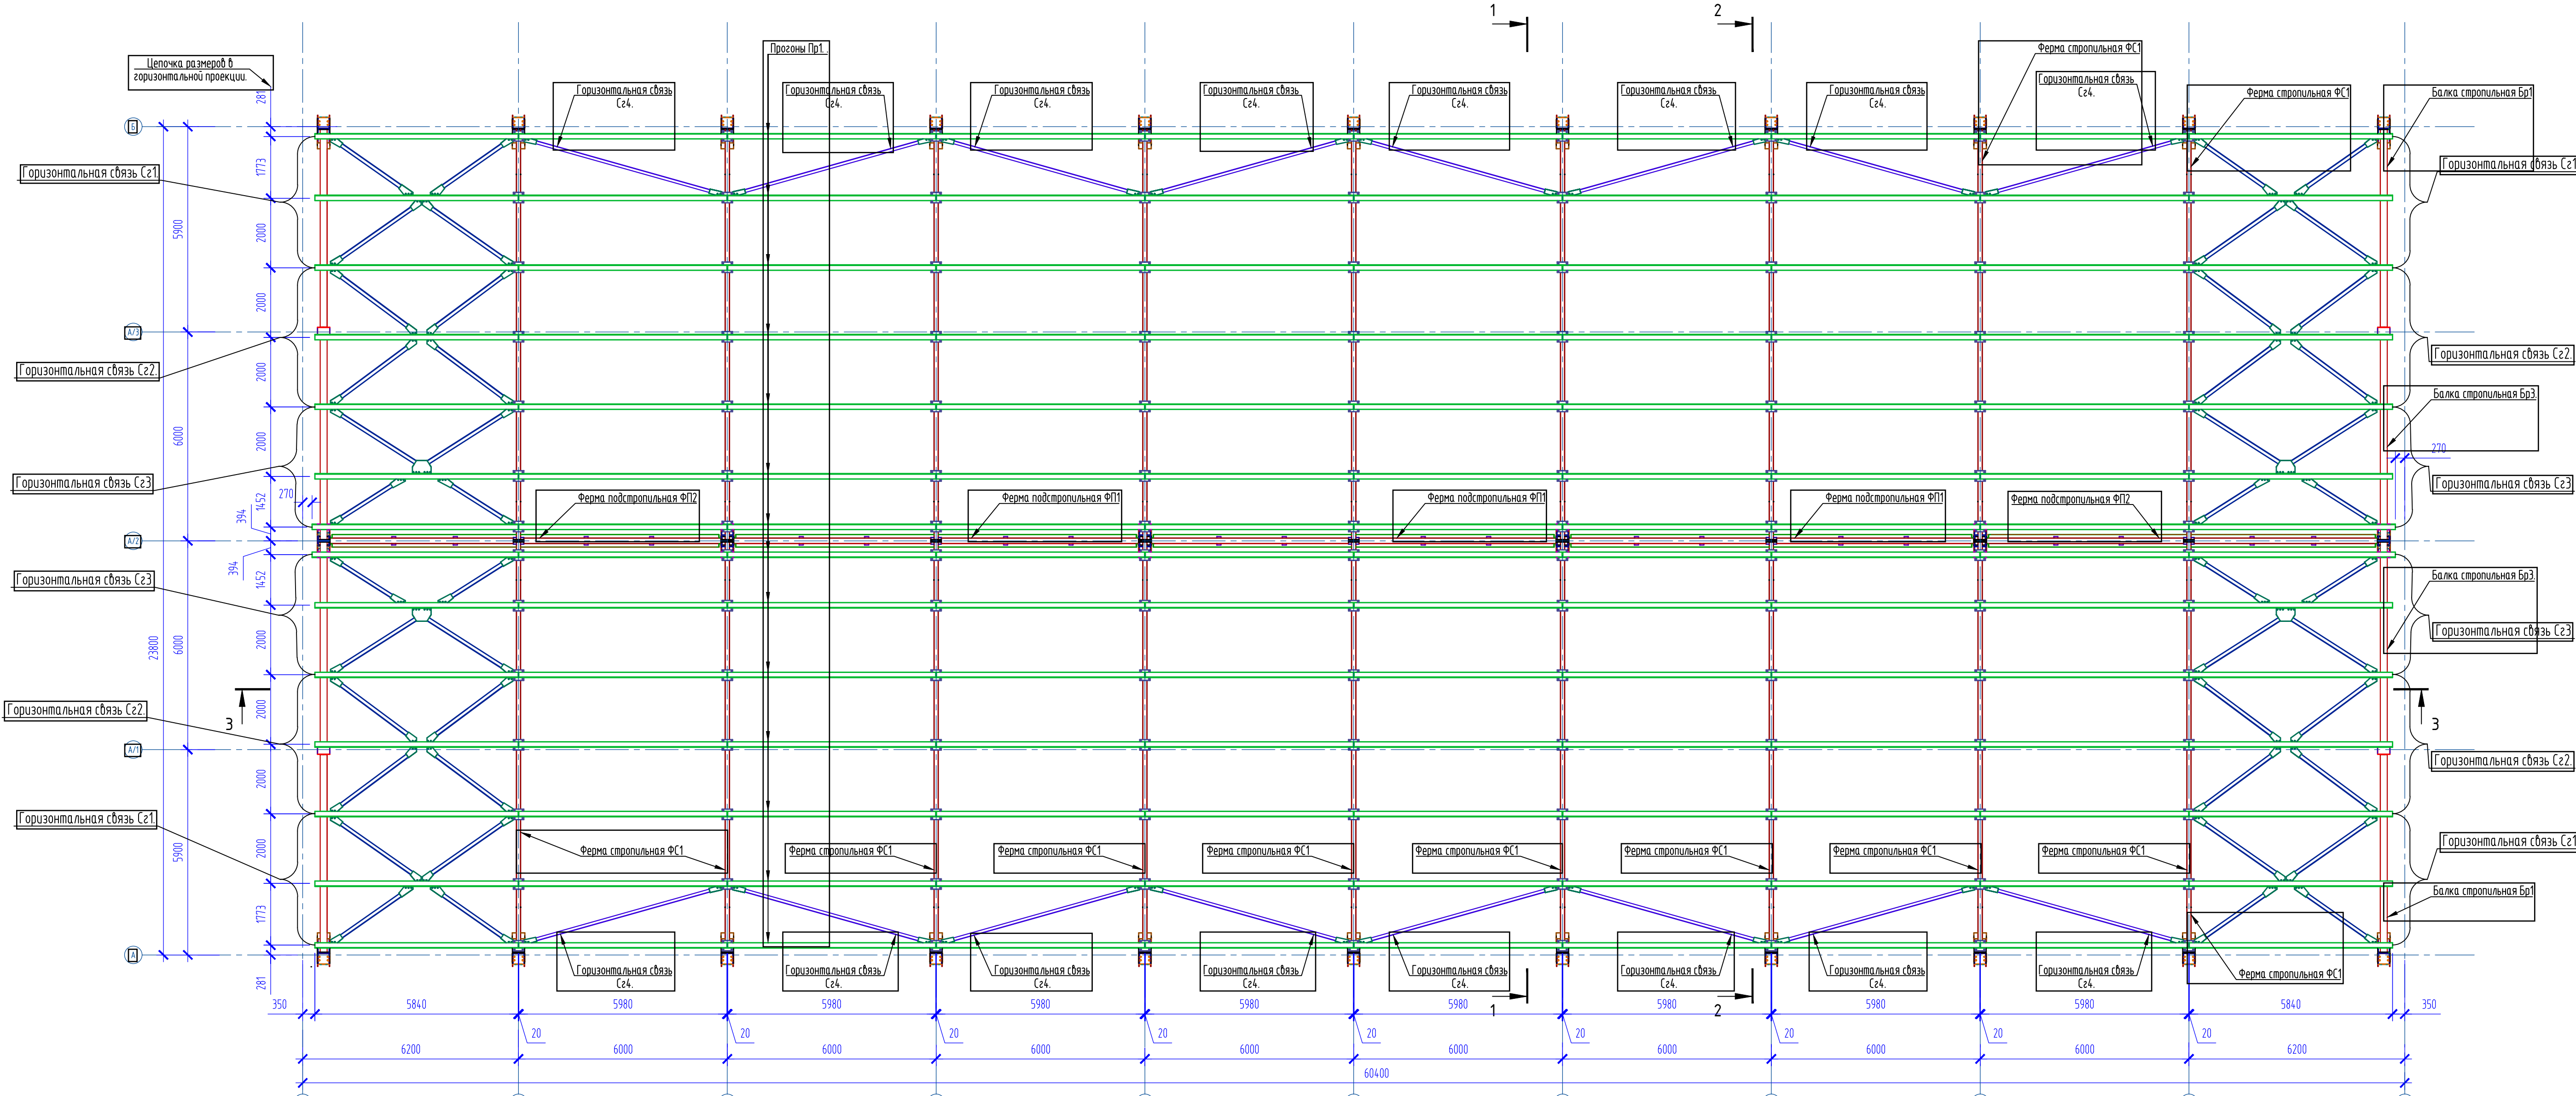 1
2
Цепочка размеров в
горизонтальной проекции.
Прогоны Пр1.
Ферма стропильная ФС1
Горизонтальная связь
Сг4.
Горизонтальная связь
Сг4.
Горизонтальная связь
Сг4.
Горизонтальная связь
Сг4.
Горизонтальная связь
Сг4.
Горизонтальная связь
Сг4.
Горизонтальная связь
Сг4.
Горизонтальная связь
Сг4.
Ферма стропильная ФС1
Балка стропильная Бр1
281
Б
1773
Горизонтальная связь Сг1.
Горизонтальная связь Сг1
5900
2000
2000
А/3
Горизонтальная связь Сг2.
Горизонтальная связь Сг2.
2000
Балка стропильная Бр3.
6000
2000
270
Горизонтальная связь Сг3
Горизонтальная связь Сг3
270
1452
394
Ферма подстропильная ФП2
Ферма подстропильная ФП1
Ферма подстропильная ФП1
Ферма подстропильная ФП1
Ферма подстропильная ФП2
А/2
394
1452
Горизонтальная связь Сг3
Балка стропильная Бр3.
Горизонтальная связь Сг3
23800
6000
2000
Горизонтальная связь Сг2.
2000
3
3
А/1
Горизонтальная связь Сг2.
2000
Горизонтальная связь Сг1.
Горизонтальная связь Сг1
5900
2000
Ферма стропильная ФС1
Ферма стропильная ФС1
Ферма стропильная ФС1
Ферма стропильная ФС1
Ферма стропильная ФС1
Ферма стропильная ФС1
Ферма стропильная ФС1
Ферма стропильная ФС1
Балка стропильная Бр1
1773
А
281
Горизонтальная связь
Сг4.
Горизонтальная связь
Сг4.
Горизонтальная связь
Сг4.
Горизонтальная связь
Сг4.
Горизонтальная связь
Сг4.
Горизонтальная связь
Сг4.
Горизонтальная связь
Сг4.
Горизонтальная связь
Сг4.
Ферма стропильная ФС1
350 5840 5980 5980 5980 5980 5980 5980 5980 5980 5840 350
1
2
20 20 20 20 20 20 20 20 20
6200 6000 6000 6000 6000 6000 6000 6000 6000 6200
60400